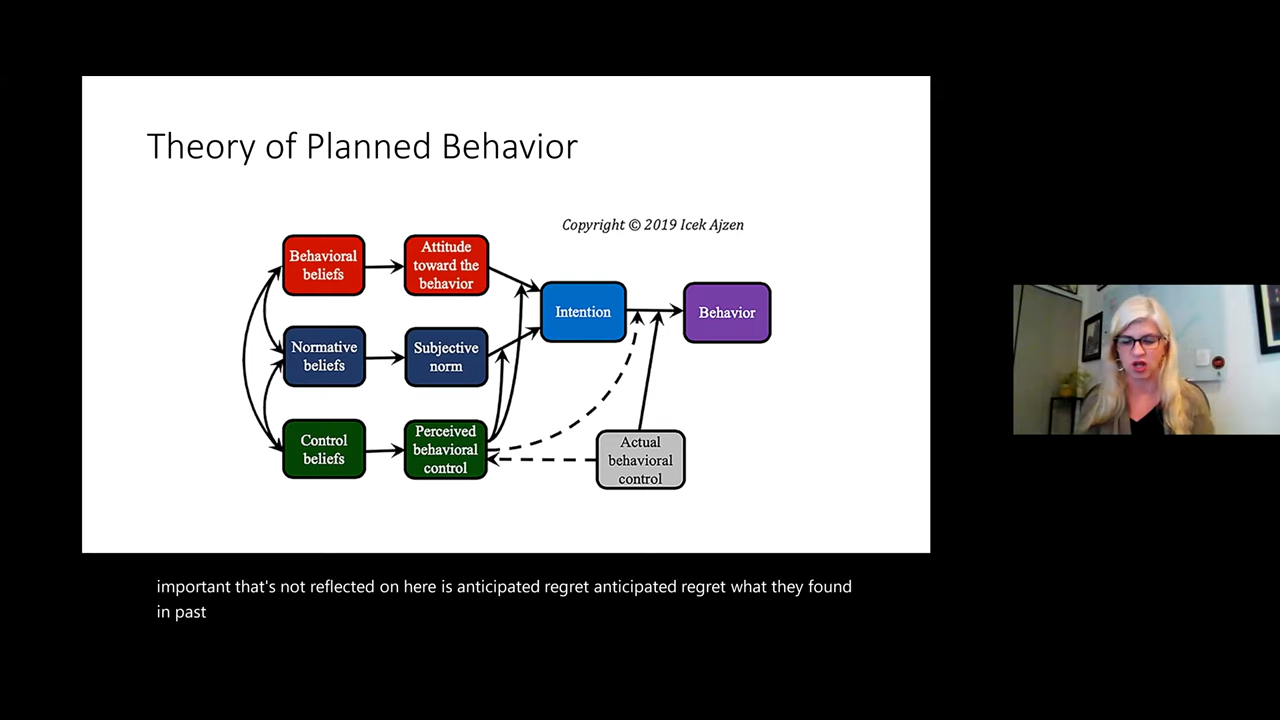 Theory of Planned Behavior
Copyright © 2019 Icek Ajzen
Behavioral
beliefs
Attitude
toward the
behavior
Intention
Behavior
Normative
beliefs
Subjective
norm
Control
beliefs
Perceived
behavioral
control
Actual
behavioral
control
important that's not reflected on here is anticipated regret anticipated regret what they found
in past